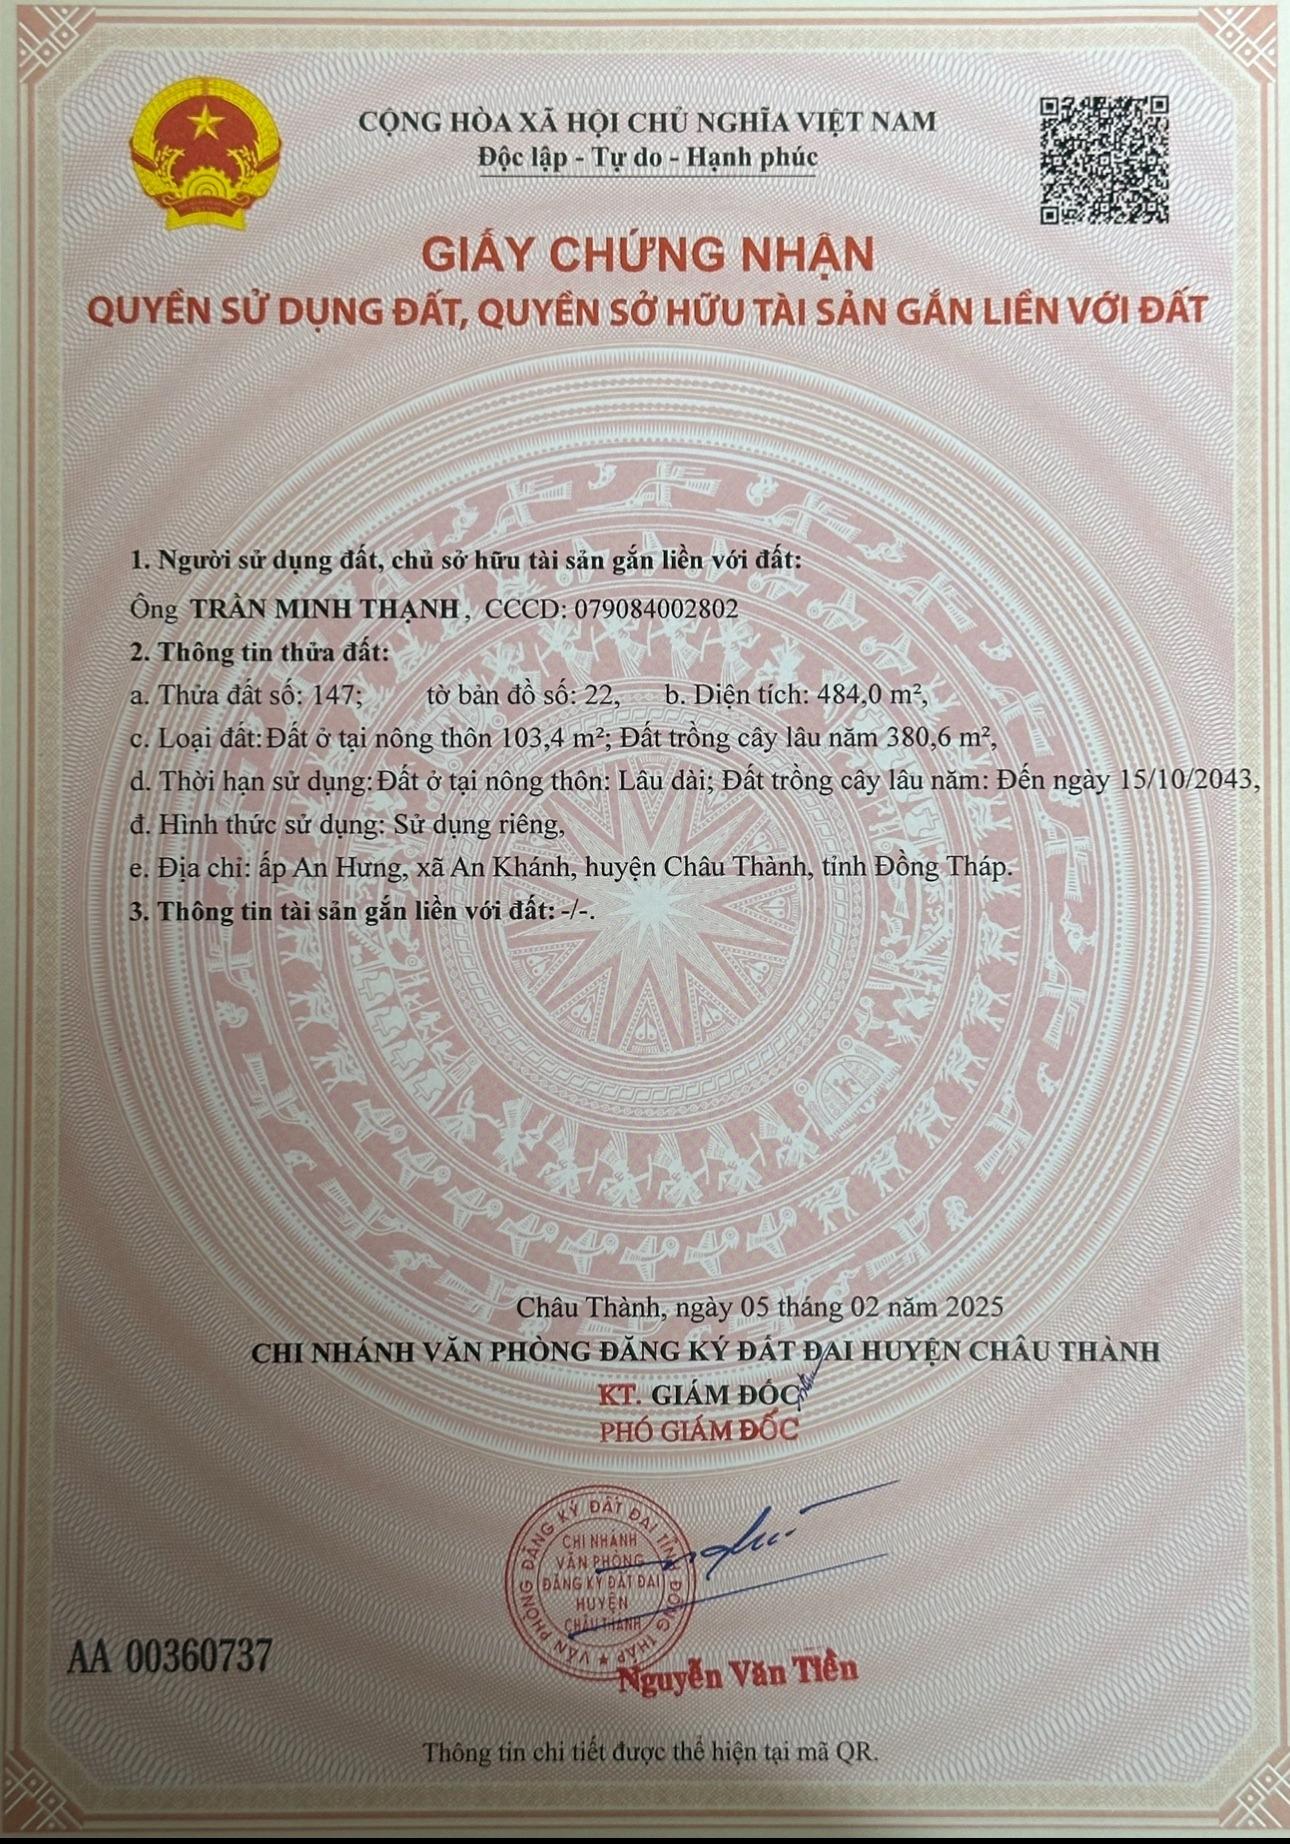 CỘNG HÒA XÃ HỘI CHỦ NGHĨA VIỆT NAM
Độc lập - Tự do - Hạnh phúc
GIẤY CHỨNG NHẬN
QUYỀN SỬ DỤNG ĐẤT, QUYỀN SỞ HỮU TÀI SẢN GẮN LIỀN VỚI ĐẤT
1. Người sử dụng đất, chủ sở hữu tài sản gắn liền với đất:
Ông TRẦN MINH THẠNH, CCCD: 079084002802
2. Thông tin thửa đất:
a. Thửa đất số: 147; tờ bản đồ số: 22, b. Diện tích: 484,0 m²,
c. Loại đất: Đất ở tại nông thôn 103,4 m²; Đất trồng cây lâu năm 380,6 m²,
d. Thời hạn sử dụng: Đất ở tại nông thôn: Lâu dài; Đất trồng cây lâu năm: Đến ngày 15/10/2043,
đ. Hình thức sử dụng: Sử dụng riêng,
e. Địa chỉ: ấp An Hưng, xã An Khánh, huyện Châu Thành, tỉnh Đồng Tháp.
3. Thông tin tài sản gắn liền với đất: -/-.
Châu Thành, ngày 05 tháng 02 năm 2025
CHI NHÁNH VĂN PHÒNG ĐĂNG KÝ ĐẤT ĐAI HUYỆN CHÂU THÀNH
KT. GIÁM ĐỐC
PHÓ GIÁM ĐỐC
VĂN PHÒNG ĐĂNG KÝ ĐẤT ĐAI TỈNH ĐỒNG THÁP
CHI NHÁNH
VĂN PHÒNG
ĐĂNG KÝ ĐẤT ĐAI
HUYỆN
CHÂU THÀNH
AA 00360737
Nguyễn Văn Tiền
Thông tin chi tiết được thể hiện tại mã QR.